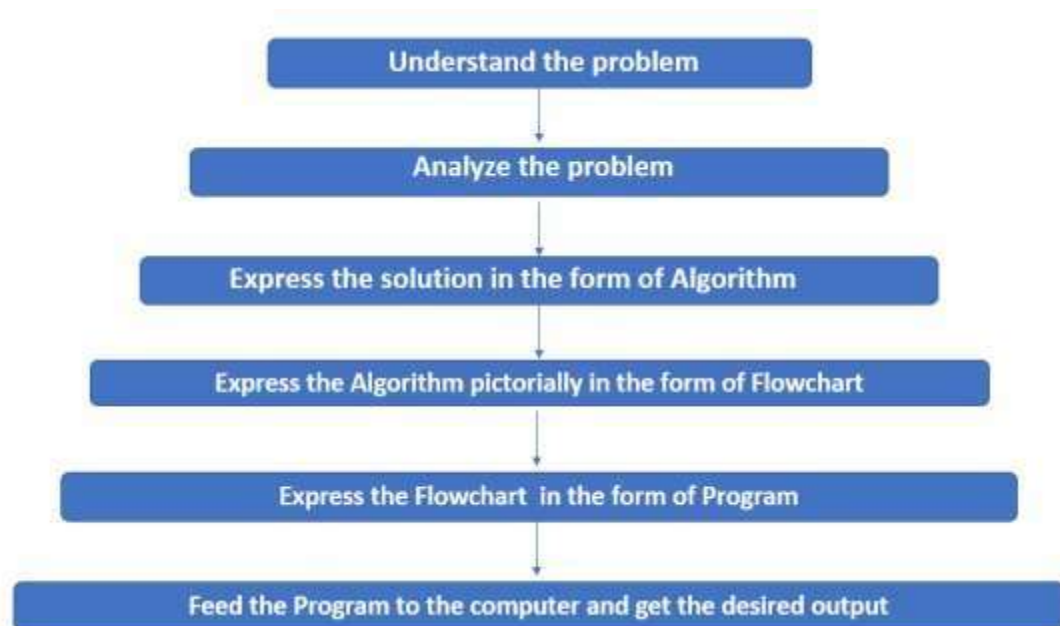 Understand the problem
Analyze the problem
Express the solution in the form of Algorithm
Express the Algorithm pictorially in the form of Flowchart
Express the Flowchart in the form of Program
Feed the Program to the computer and get the desired output